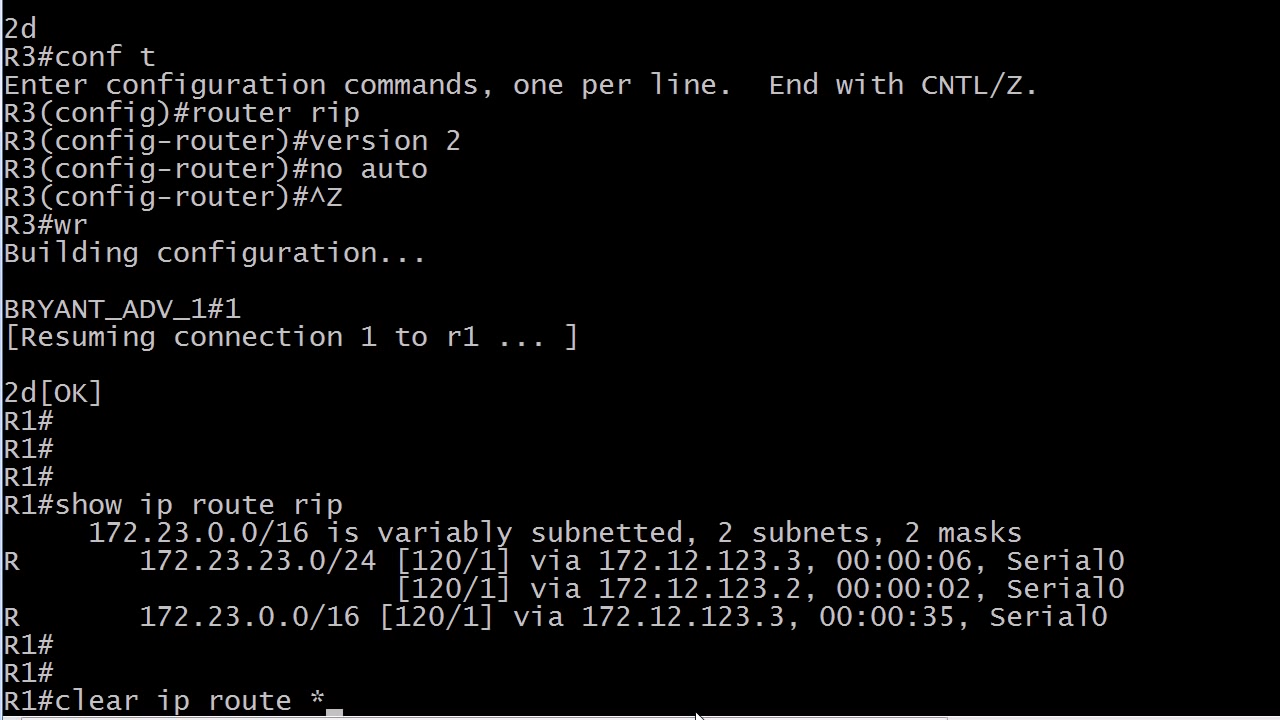 2d
R3#conf t
Enter configuration commands, one per line.  End with CNTL/Z.
R3(config)#router rip
R3(config-router)#version 2
R3(config-router)#no auto
R3(config-router)#^Z
R3#wr
Building configuration...
BRYANT_ADV_1#1
[Resuming connection 1 to r1 ... ]
2d[OK]
R1#
R1#
R1#
R1#show ip route rip
     172.23.0.0/16 is variably subnetted, 2 subnets, 2 masks
R       172.23.23.0/24 [120/1] via 172.12.123.3, 00:00:06, Serial0
                       [120/1] via 172.12.123.2, 00:00:02, Serial0
R       172.23.0.0/16 [120/1] via 172.12.123.3, 00:00:35, Serial0
R1#
R1#
R1#clear ip route *